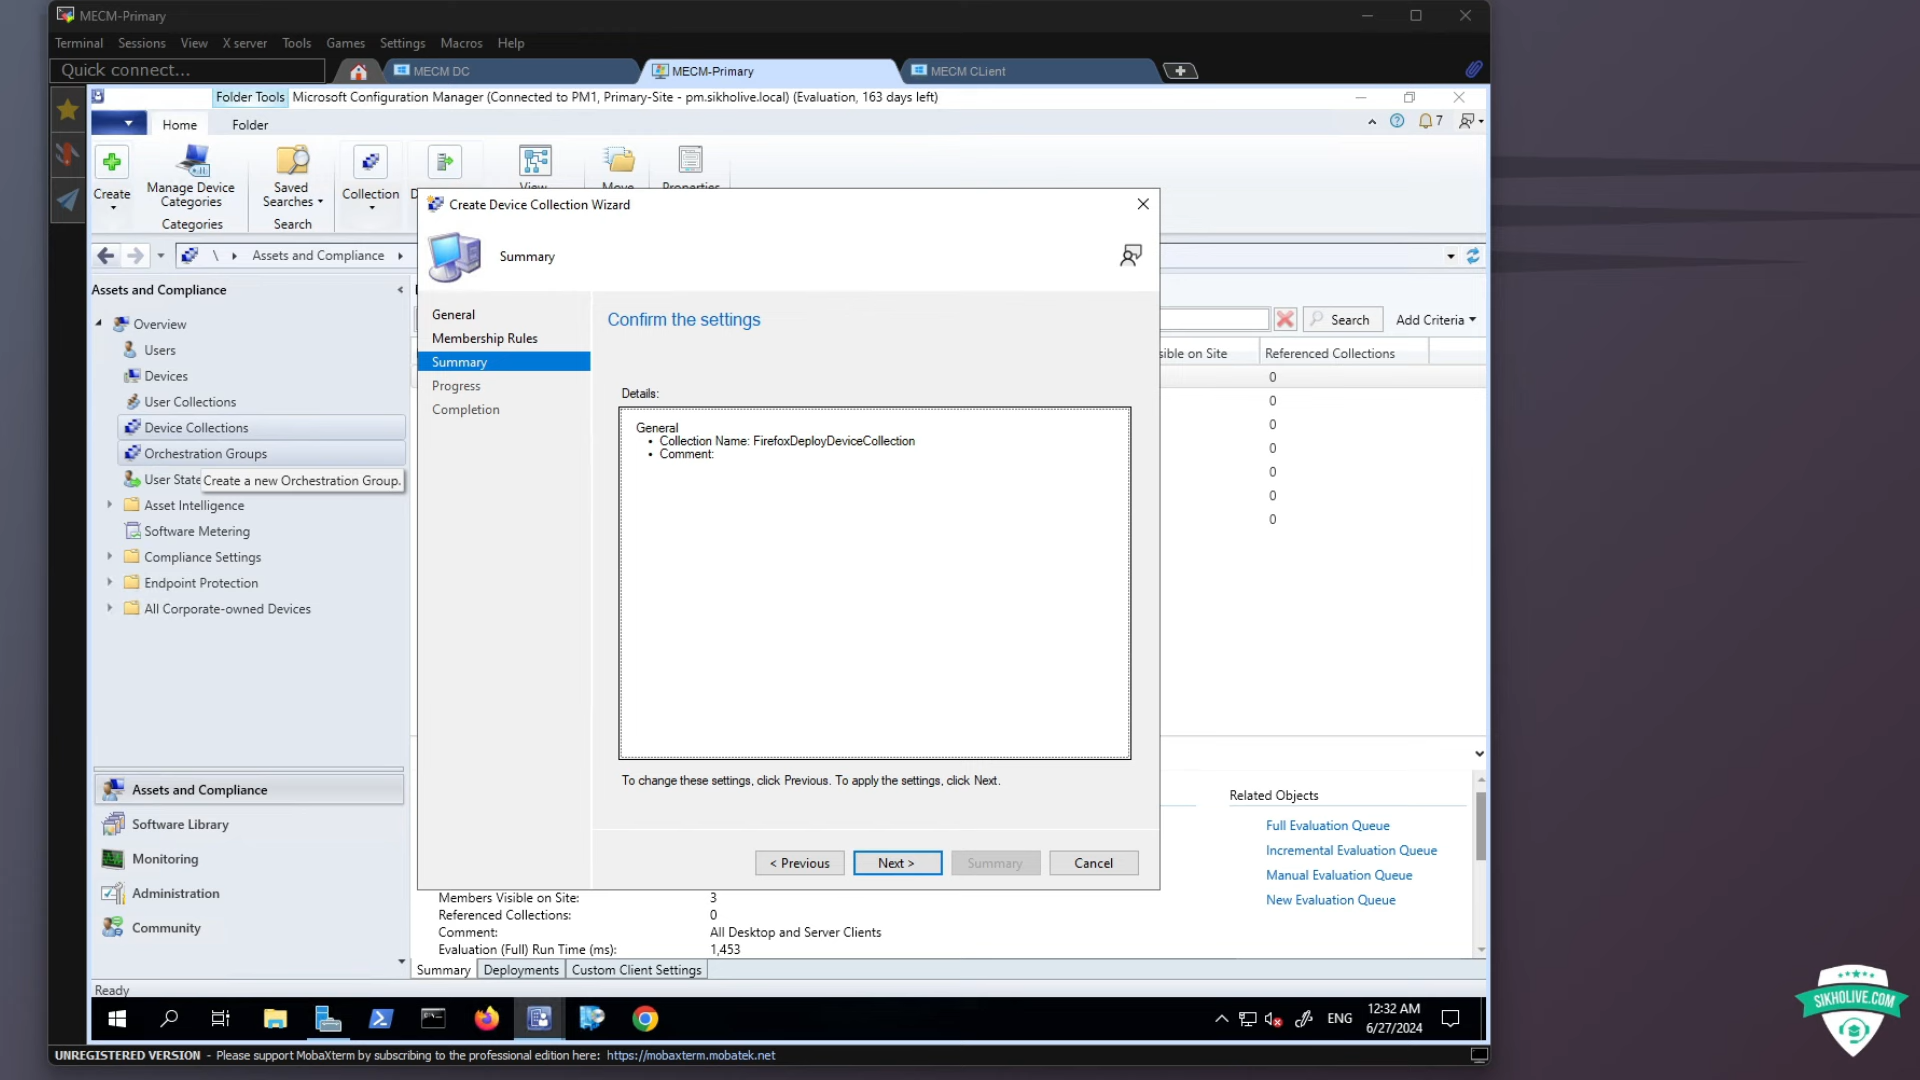 MECM-Primary
Terminal Sessions View X server Tools Games Settings Macros Help
Quick connect...
MECM DC
MECM-Primary
MECM CLient
Folder Tools Microsoft Configuration Manager (Connected to PM1, Primary-Site - pm.sikholive.local) (Evaluation, 163 days left)
Home Folder
7
Create
Manage Device Categories
Categories
Saved Searches
Search
Collection
View
Move
Properties
\ Assets and Compliance
Assets and Compliance
Overview
Users
Devices
User Collections
Device Collections
Orchestration Groups
User State
Create a new Orchestration Group.
Asset Intelligence
Software Metering
Compliance Settings
Endpoint Protection
All Corporate-owned Devices
Assets and Compliance
Software Library
Monitoring
Administration
Community
Create Device Collection Wizard
Summary
General
Membership Rules
Summary
Progress
Completion
Confirm the settings
Details:
General
• Collection Name: FirefoxDeployDeviceCollection
• Comment:
To change these settings, click Previous. To apply the settings, click Next.
< Previous Next > Summary Cancel
Search Add Criteria
sible on Site Referenced Collections
0
0
0
0
0
0
0
Related Objects
Full Evaluation Queue
Incremental Evaluation Queue
Manual Evaluation Queue
New Evaluation Queue
Members Visible on Site: 3
Referenced Collections: 0
Comment: All Desktop and Server Clients
Evaluation (Full) Run Time (ms): 1,453
Summary Deployments Custom Client Settings
Ready
ENG
12:32 AM
6/27/2024
UNREGISTERED VERSION - Please support MobaXterm by subscribing to the professional edition here: https://mobaxterm.mobatek.net
SIKHOLIVE.COM